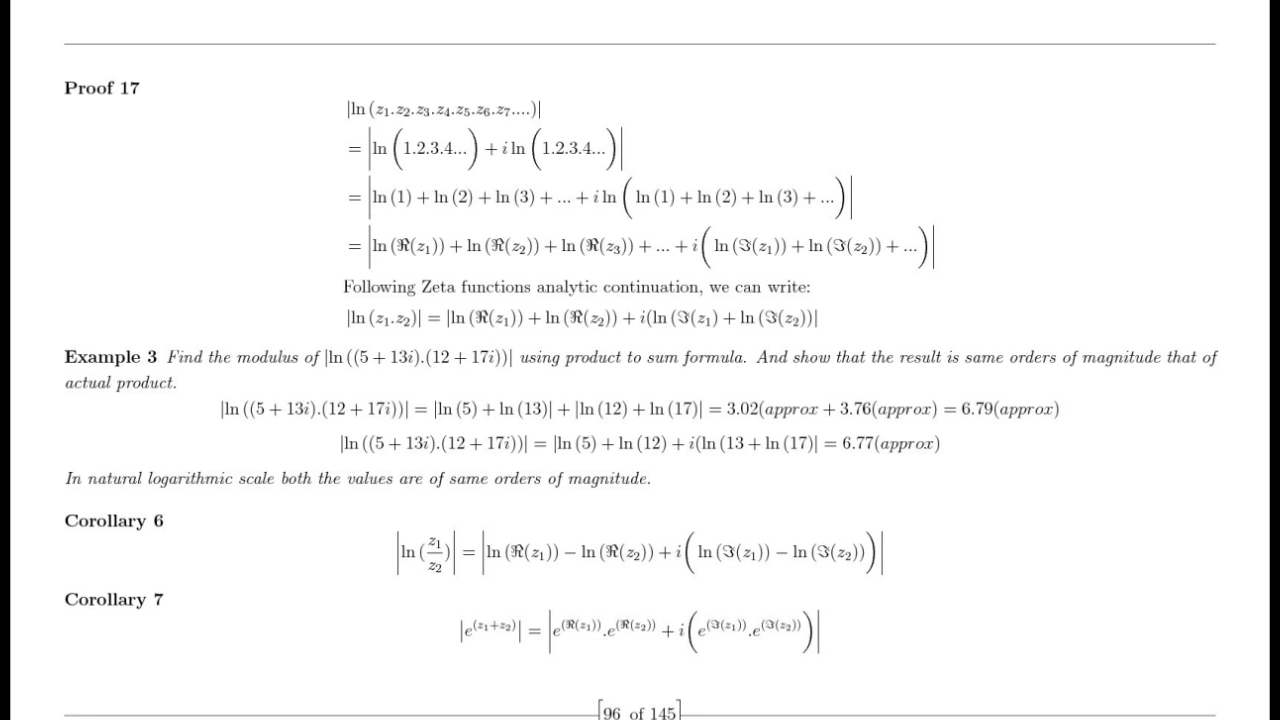 Proof 17
|ln (z₁.z₂.z₃.z₄.z₅.z₆.z₇....)|
= |ln (1.2.3.4...) + i ln (1.2.3.4...)|
= |ln (1) + ln (2) + ln (3) + ... + i ln ( ln (1) + ln (2) + ln (3) + ...)|
= |ln (ℜ(z₁)) + ln (ℜ(z₂)) + ln (ℜ(z₃)) + ... + i( ln (ℑ(z₁)) + ln (ℑ(z₂)) + ...)|
Following Zeta functions analytic continuation, we can write:
|ln (z₁.z₂)| = |ln (ℜ(z₁)) + ln (ℜ(z₂)) + i(ln (ℑ(z₁) + ln (ℑ(z₂))|
Example 3 Find the modulus of |ln ((5 + 13i).(12 + 17i))| using product to sum formula. And show that the result is same orders of magnitude that of
actual product.
|ln ((5 + 13i).(12 + 17i))| = |ln (5) + ln (13)| + |ln (12) + ln (17)| = 3.02(approx + 3.76(approx) = 6.79(approx)
|ln ((5 + 13i).(12 + 17i))| = |ln (5) + ln (12) + i(ln (13 + ln (17)| = 6.77(approx)
In natural logarithmic scale both the values are of same orders of magnitude.
Corollary 6
|ln (z₁/z₂)| = |ln (ℜ(z₁)) − ln (ℜ(z₂)) + i( ln (ℑ(z₁)) − ln (ℑ(z₂)))|
Corollary 7
|e^(z₁+z₂)| = |e^(ℜ(z₁)).e^(ℜ(z₂)) + i(e^(ℑ(z₁)).e^(ℑ(z₂)))|
[96 of 145]